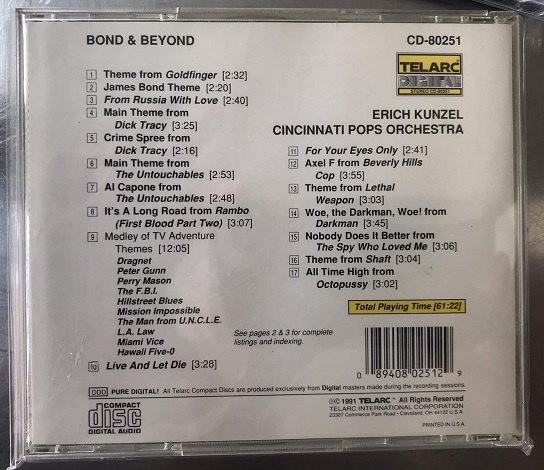 BOND & BEYOND
CD-80251
TELARC
DIGITAL
STEREO CD-80251
ERICH KUNZEL
CINCINNATI POPS ORCHESTRA
1 Theme from Goldfinger [2:32]
2 James Bond Theme [2:20]
3 From Russia With Love [2:40]
4 Main Theme from
Dick Tracy [3:25]
5 Crime Spree from
Dick Tracy [2:16]
6 Main Theme from
The Untouchables [2:53]
7 Al Capone from
The Untouchables [2:48]
8 It's A Long Road from Rambo
(First Blood Part Two) [3:07]
9 Medley of TV Adventure
Themes [12:05]
Dragnet
Peter Gunn
Perry Mason
The F.B.I.
Hillstreet Blues
Mission Impossible
The Man from U.N.C.L.E.
L.A. Law
Miami Vice
Hawaii Five-0
10 Live And Let Die [3:28]
11 For Your Eyes Only [2:41]
12 Axel F from Beverly Hills
Cop [3:55]
13 Theme from Lethal
Weapon [3:03]
14 Woe, the Darkman, Woe! from
Darkman [3:45]
15 Nobody Does It Better from
The Spy Who Loved Me [3:06]
16 Theme from Shaft [3:04]
17 All Time High from
Octopussy [3:02]
Total Playing Time [61:22]
See pages 2 & 3 for complete
listings and indexing.
0 89408 02512 9
DDD PURE DIGITAL! All Telarc Compact Discs are produced exclusively from Digital masters made during the recording sessions.
COMPACT
disc
DIGITAL AUDIO
℗© 1991 TELARC® All Rights Reserved
TELARC INTERNATIONAL CORPORATION
23307 Commerce Park Road • Cleveland, OH 44122 U.S.A.
PRINTED IN U.S.A.